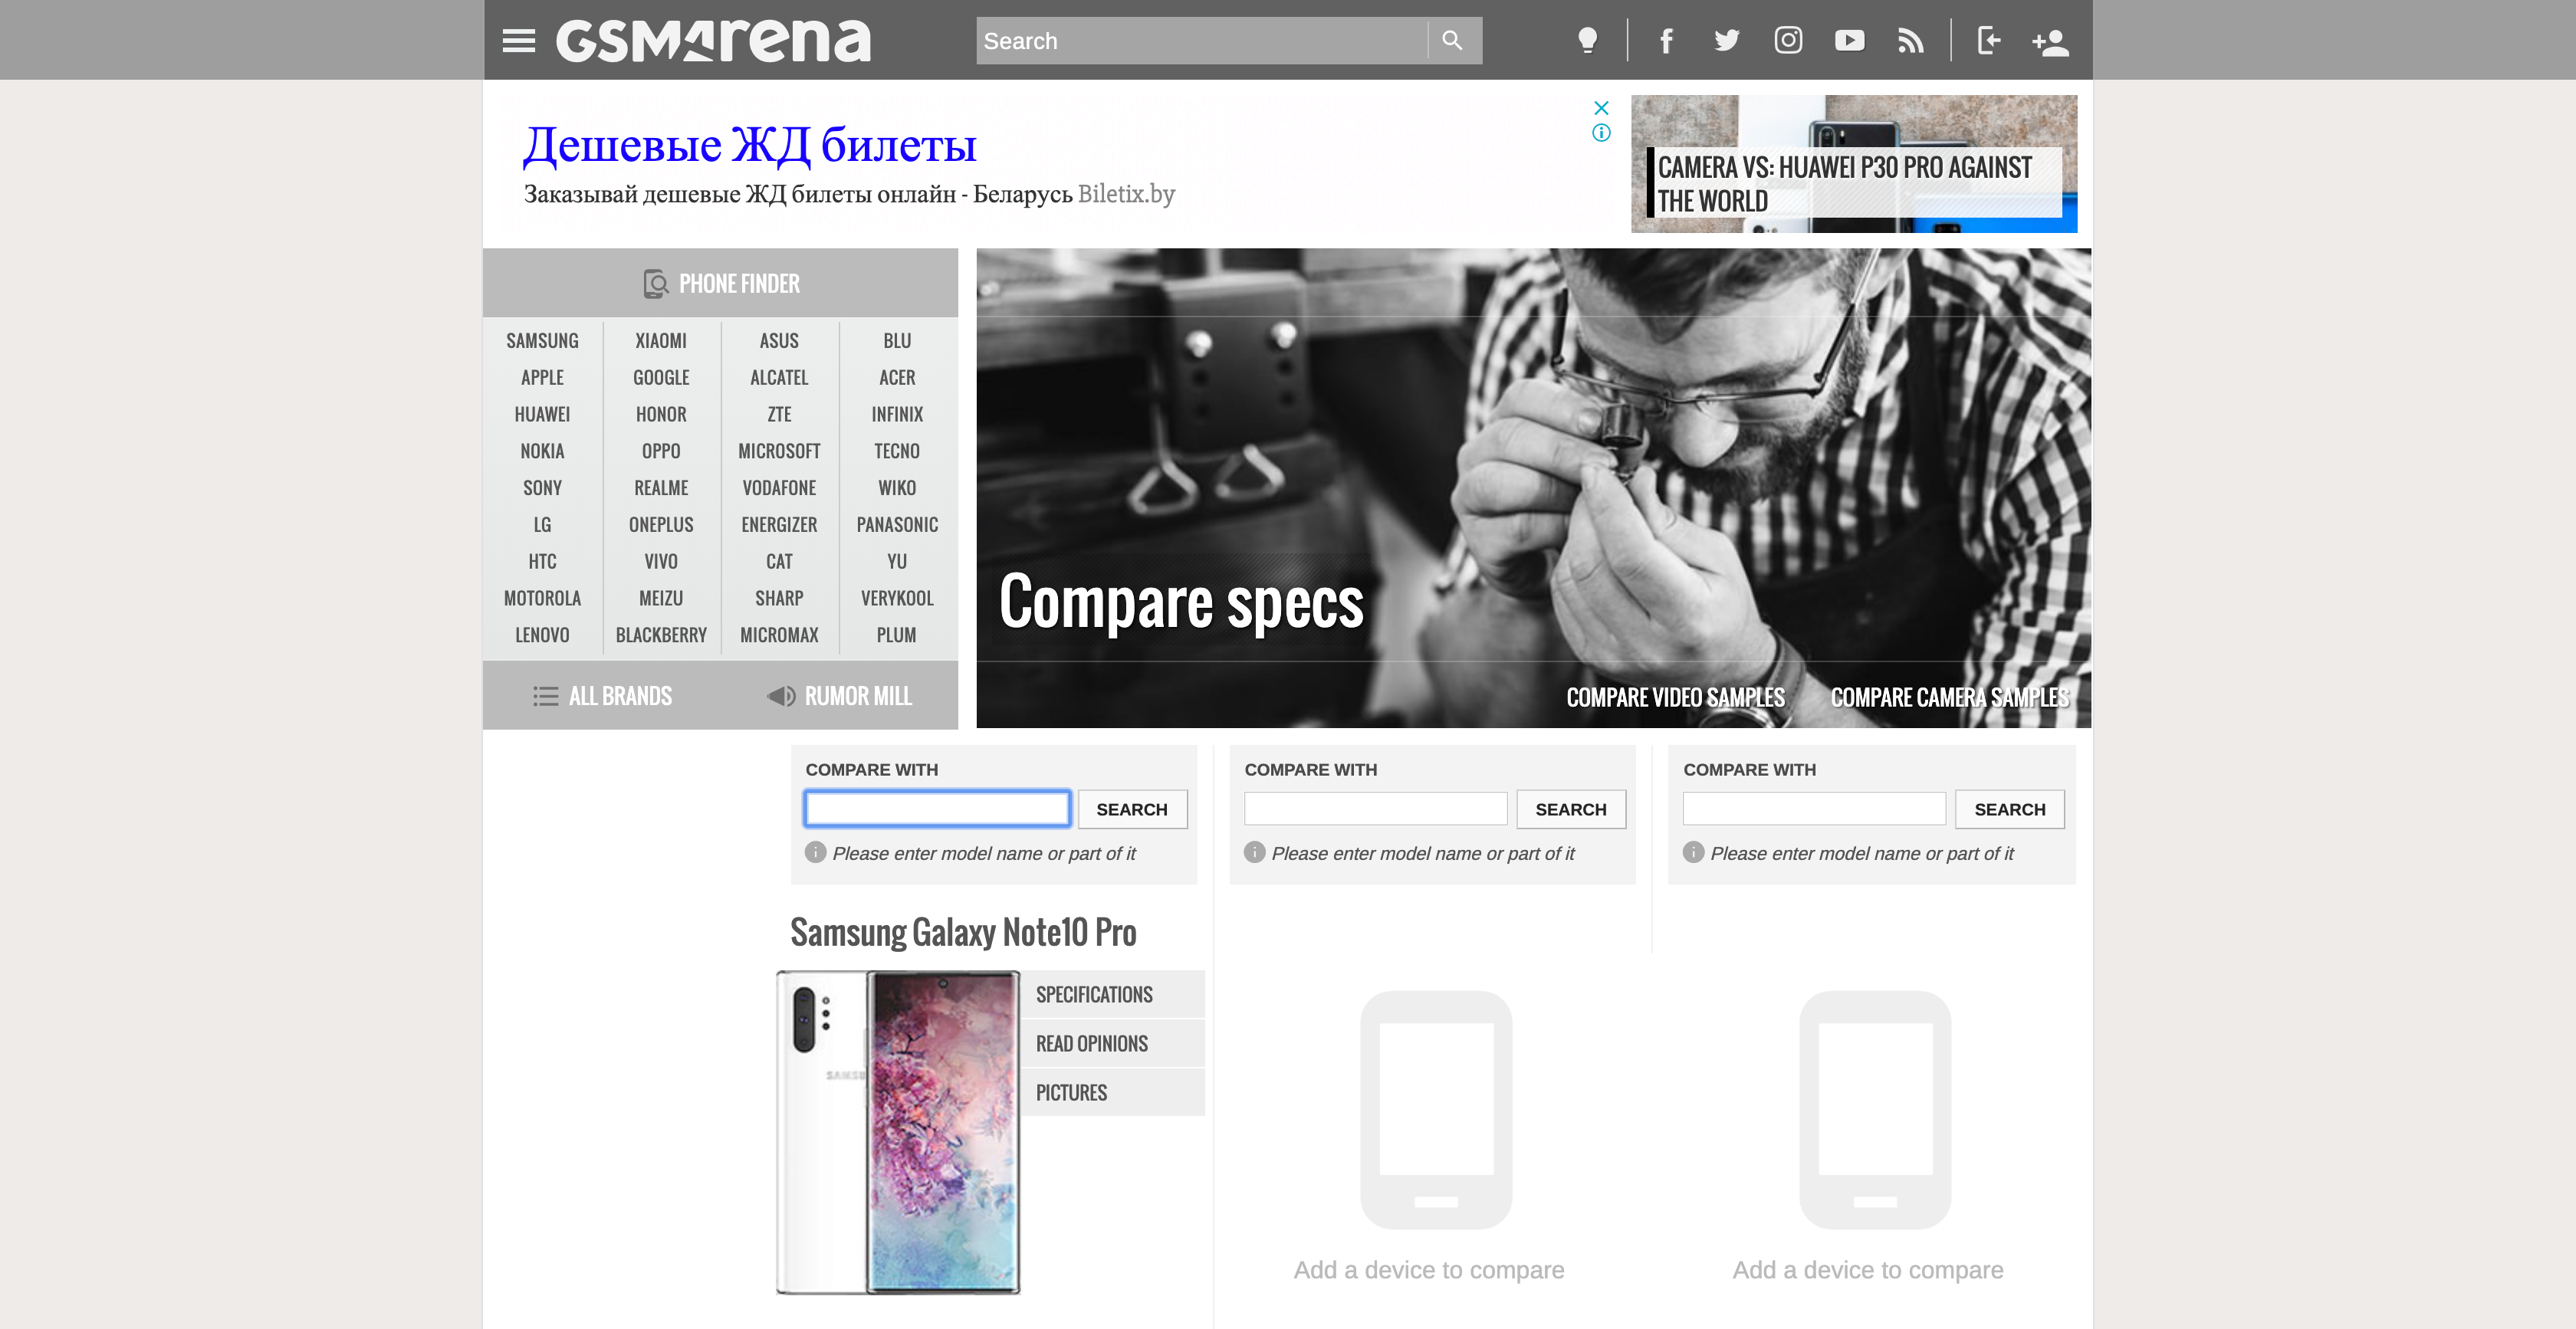 GSMArena
Search
Дешевые ЖД билеты
Заказывай дешевые ЖД билеты онлайн - Беларусь Biletix.by
CAMERA VS: HUAWEI P30 PRO AGAINST
THE WORLD
PHONE FINDER
SAMSUNG XIAOMI ASUS BLU
APPLE GOOGLE ALCATEL ACER
HUAWEI HONOR ZTE INFINIX
NOKIA OPPO MICROSOFT TECNO
SONY REALME VODAFONE WIKO
LG ONEPLUS ENERGIZER PANASONIC
HTC VIVO CAT YU
MOTOROLA MEIZU SHARP VERYKOOL
LENOVO BLACKBERRY MICROMAX PLUM
ALL BRANDS RUMOR MILL
Compare specs
COMPARE VIDEO SAMPLES COMPARE CAMERA SAMPLES
COMPARE WITH COMPARE WITH COMPARE WITH
SEARCH SEARCH SEARCH
Please enter model name or part of it Please enter model name or part of it Please enter model name or part of it
Samsung Galaxy Note10 Pro
SPECIFICATIONS
READ OPINIONS
PICTURES
Add a device to compare Add a device to compare